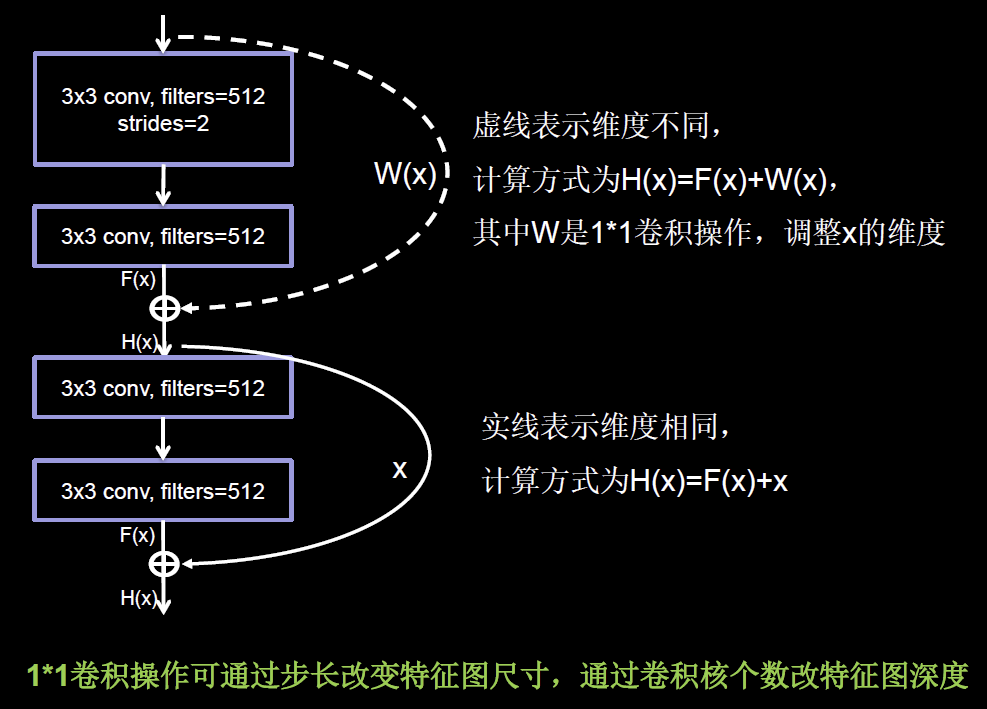 3x3 conv, filters=512
strides=2
W(x)
虚线表示维度不同，
计算方式为H(x)=F(x)+W(x)，
其中W是1*1卷积操作，调整x的维度
3x3 conv, filters=512
F(x)
H(x)
3x3 conv, filters=512
x
实线表示维度相同，
计算方式为H(x)=F(x)+x
3x3 conv, filters=512
F(x)
H(x)
1*1卷积操作可通过步长改变特征图尺寸，通过卷积核个数改特征图深度